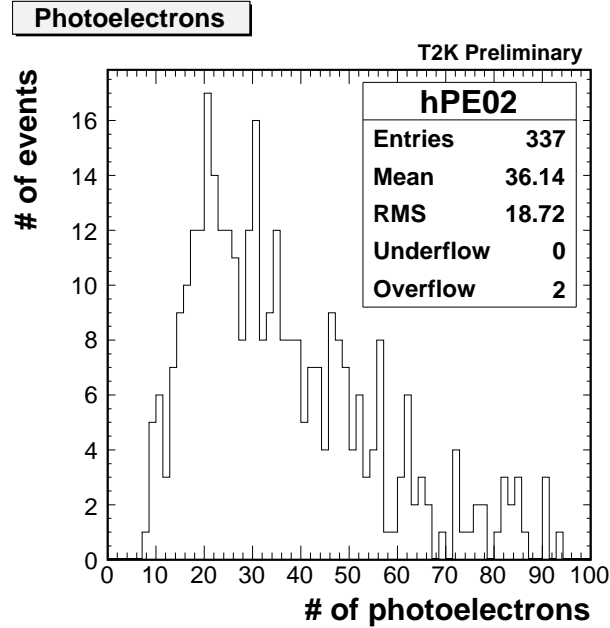 Photoelectrons
T2K Preliminary
hPE02
Entries 337
Mean 36.14
RMS 18.72
Underflow 0
Overflow 2
# of events
16
14
12
10
8
6
4
2
0
0 10 20 30 40 50 60 70 80 90 100
# of photoelectrons